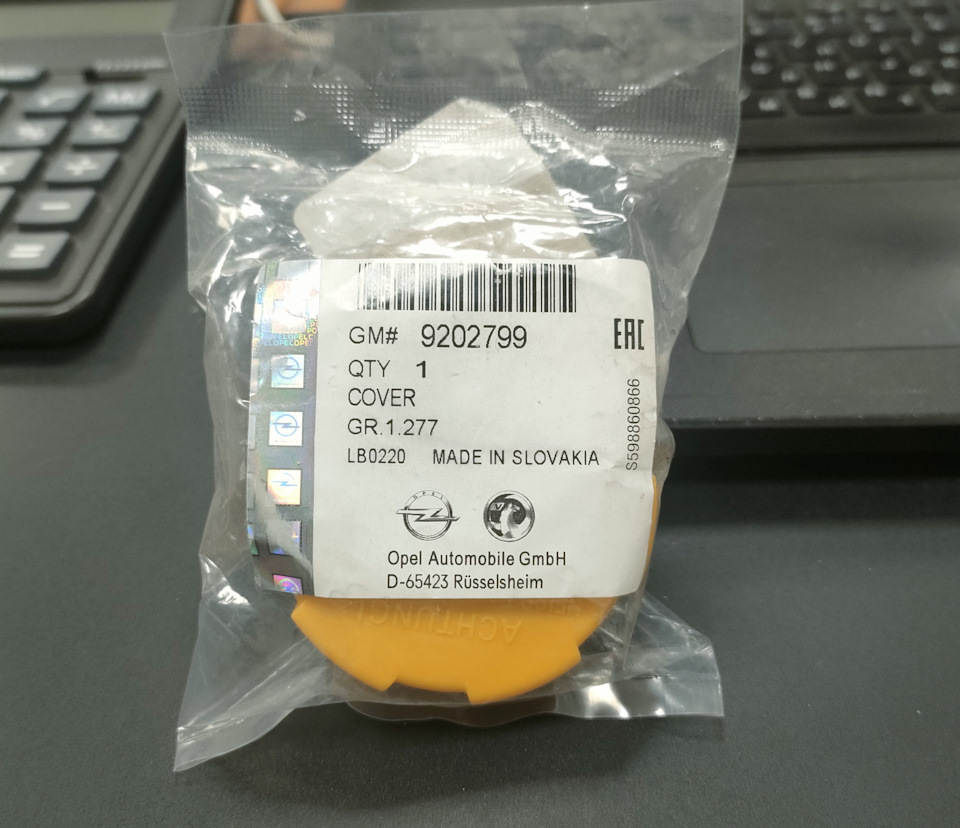 GM# 9202799
EAC
QTY 1
COVER
GR.1.277
LB0220 MADE IN SLOVAKIA
S598860866
OPEL
Opel Automobile GmbH
D-65423 Rüsselsheim
ACHTUNG